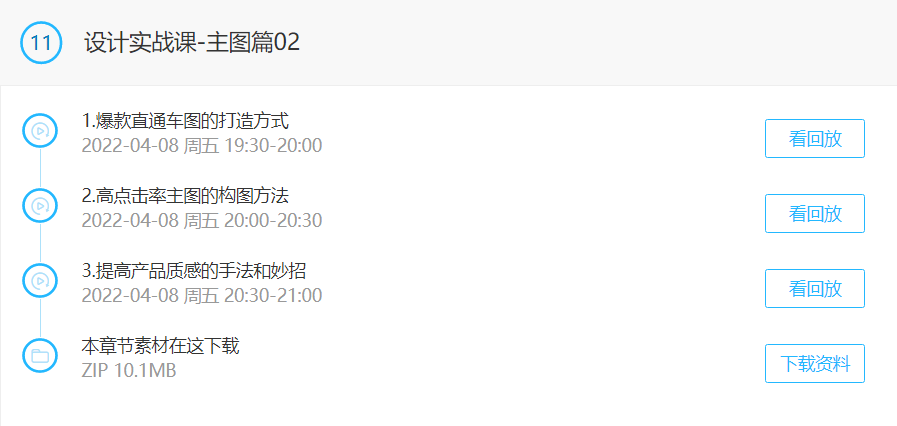 11 设计实战课-主图篇02
1.爆款直通车图的打造方式
2022-04-08 周五 19:30-20:00
看回放
2.高点击率主图的构图方法
2022-04-08 周五 20:00-20:30
看回放
3.提高产品质感的手法和妙招
2022-04-08 周五 20:30-21:00
看回放
本章节素材在这下载
ZIP 10.1MB
下载资料